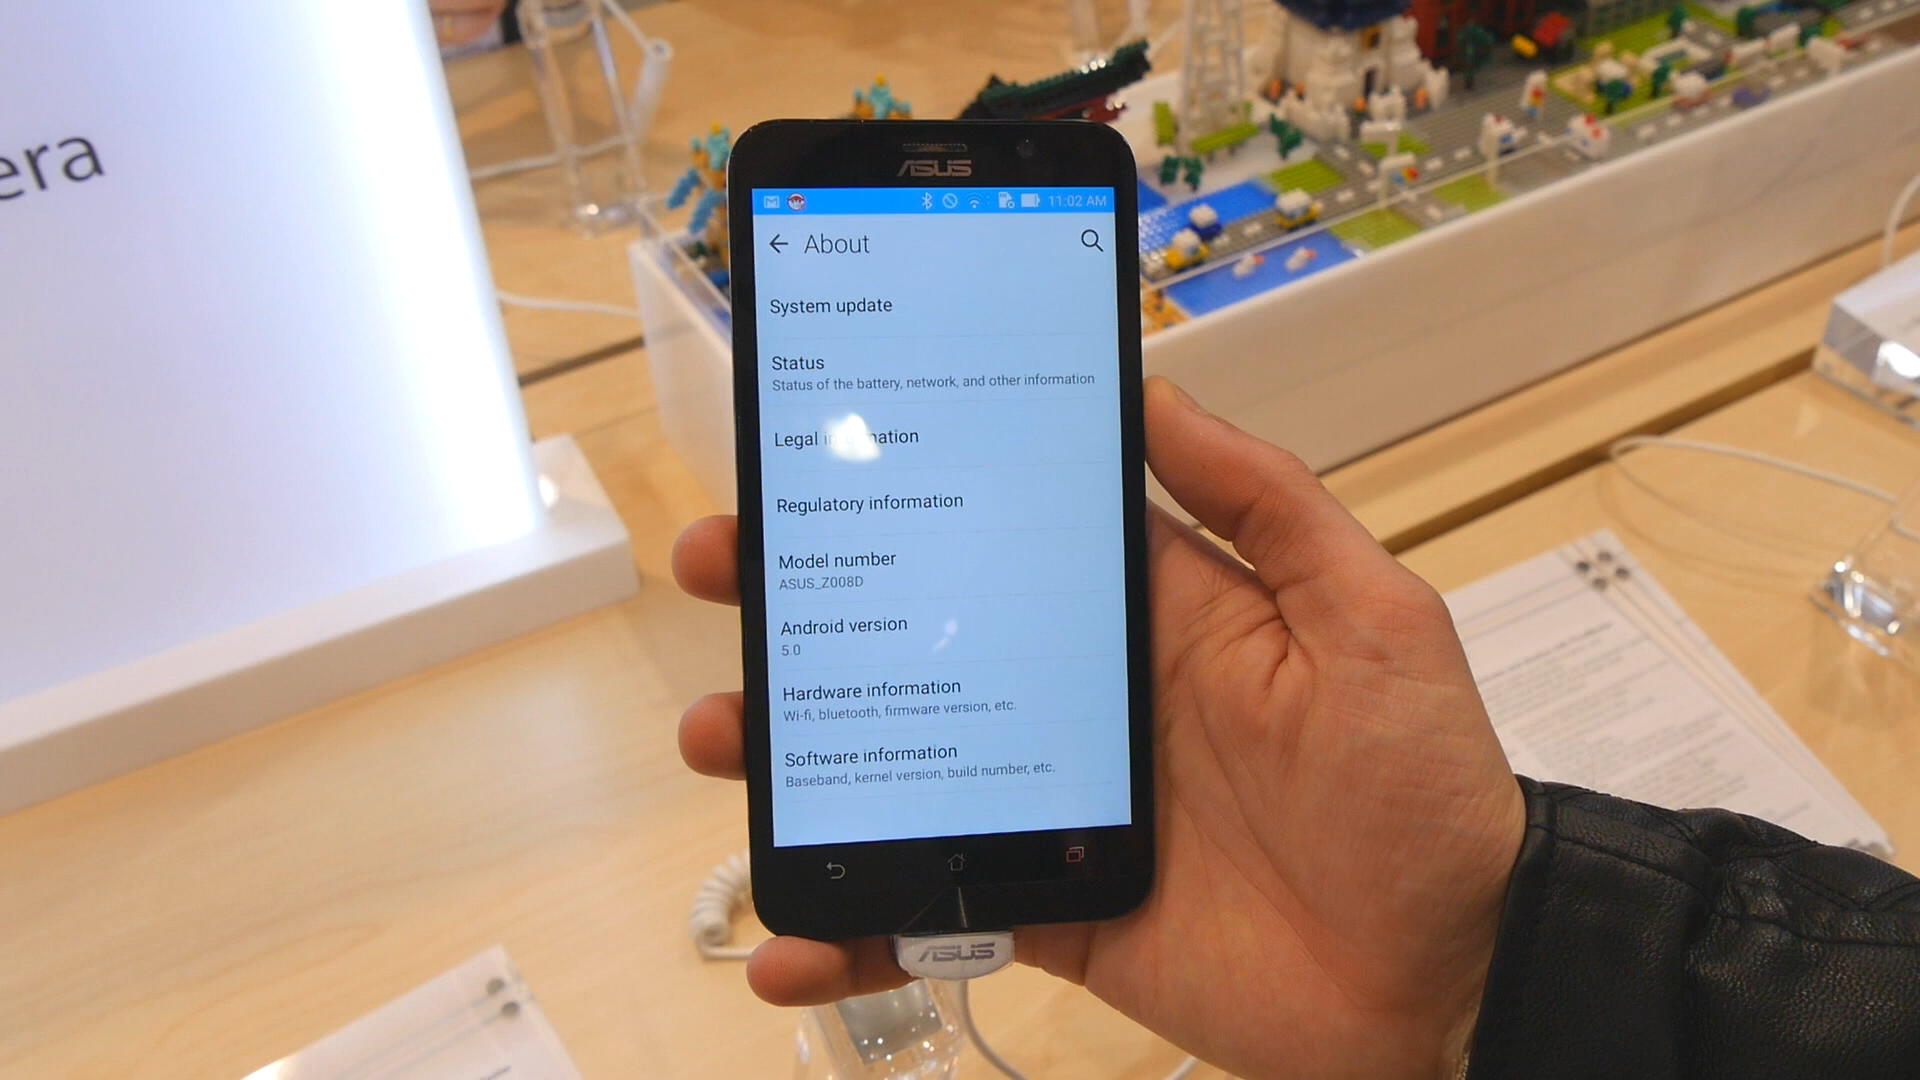 era
ASUS
11:02 AM
About
System update
Status
Status of the battery, network, and other information
Legal information
Regulatory information
Model number
ASUS_Z008D
Android version
5.0
Hardware information
Wi-fi, bluetooth, firmware version, etc.
Software information
Baseband, kernel version, build number, etc.
ASUS